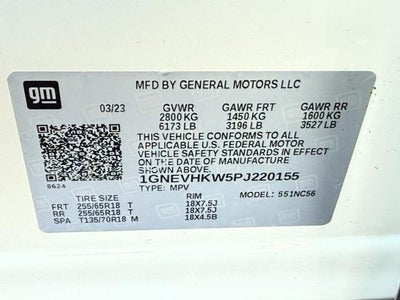 gm
MFD BY GENERAL MOTORS LLC
03/23 GVWR GAWR FRT GAWR RR
2800 KG 1450 KG 1600 KG
6173 LB 3196 LB 3527 LB
THIS VEHICLE CONFORMS TO ALL
APPLICABLE U.S. FEDERAL MOTOR
VEHICLE SAFETY STANDARDS IN EFFECT
ON THE DATE OF MANUFACTURE
SHOWN ABOVE.
1GNEVHKW5PJ220155
8624 TYPE: MPV MODEL: 551NC56
TIRE SIZE RIM
FRT 255/65R18 T 18X7.5J
RR 255/65R18 T 18X7.5J
SPA T135/70R18 M 18X4.5B